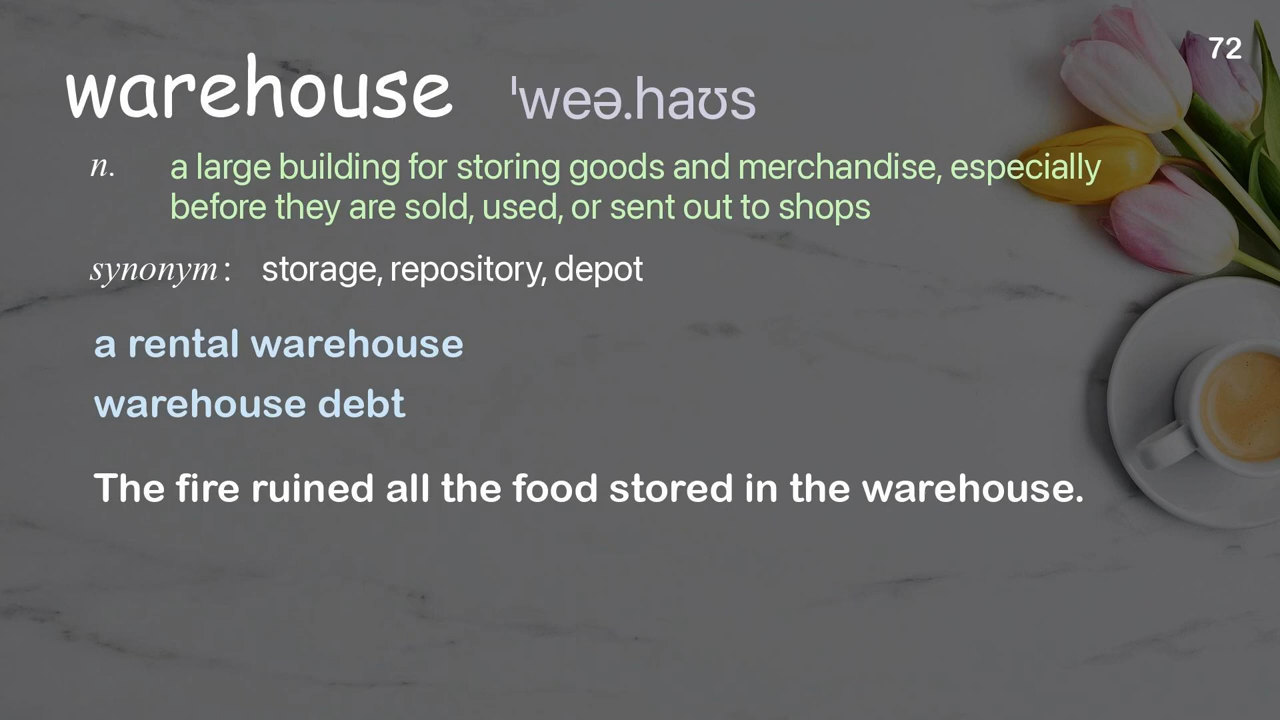 72
warehouse ˈweə.haʊs
n. a large building for storing goods and merchandise, especially
before they are sold, used, or sent out to shops
synonym: storage, repository, depot
a rental warehouse
warehouse debt
The fire ruined all the food stored in the warehouse.